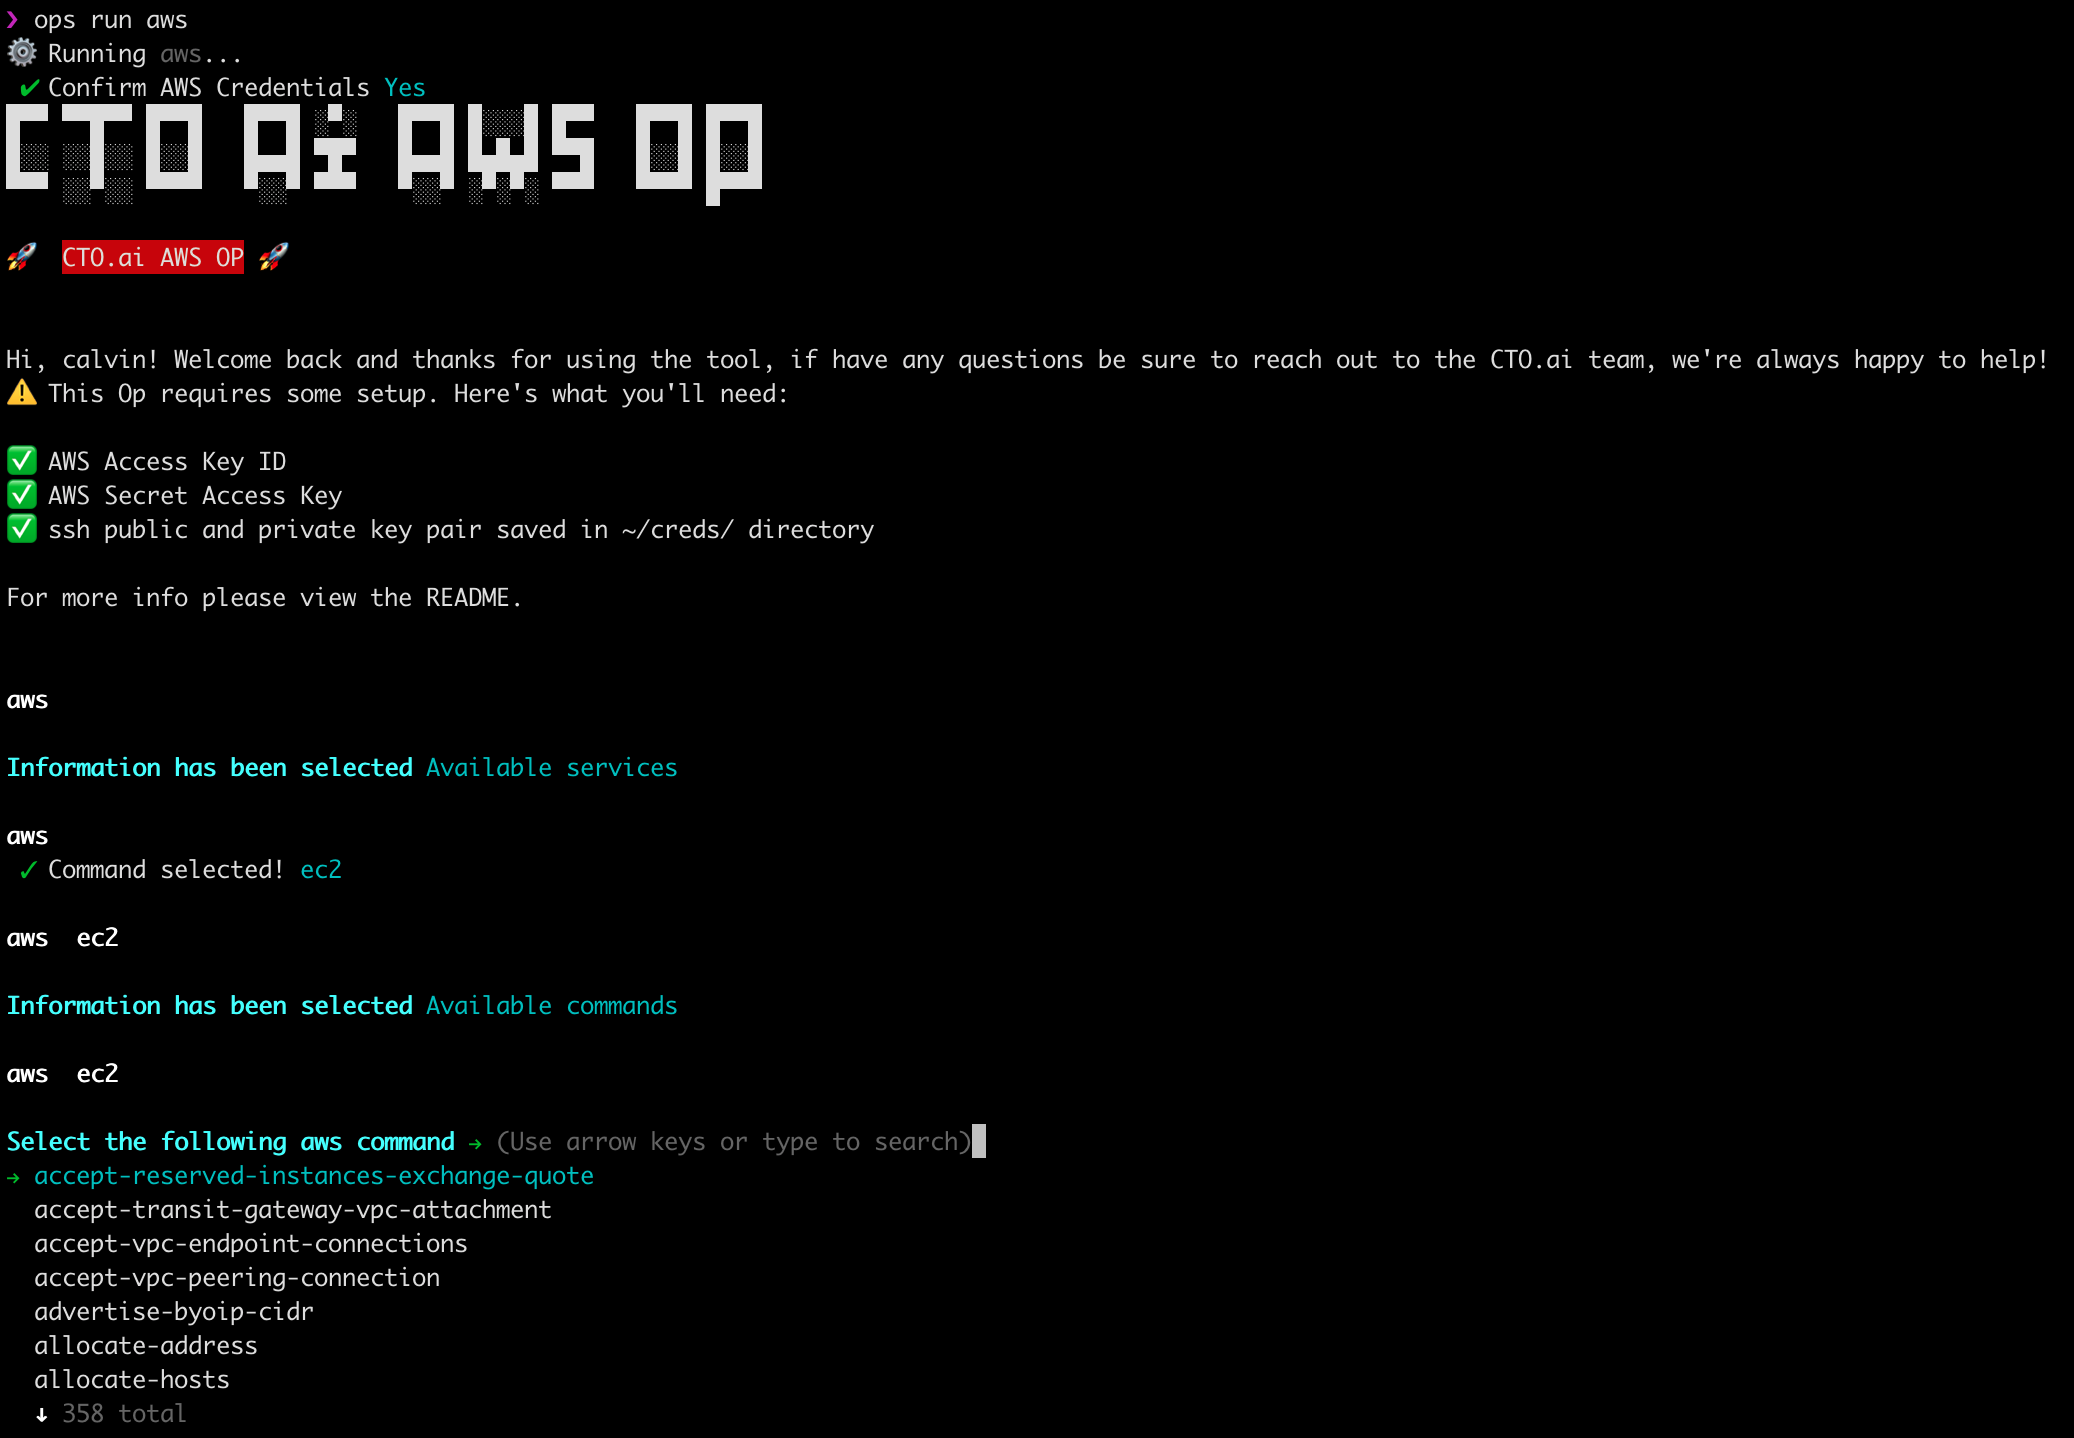 ❯ ops run aws
⚙️ Running aws...
✔ Confirm AWS Credentials Yes
CTO Ai AWS Op
🚀 CTO.ai AWS OP 🚀
Hi, calvin! Welcome back and thanks for using the tool, if have any questions be sure to reach out to the CTO.ai team, we're always happy to help!
⚠️ This Op requires some setup. Here's what you'll need:
✅ AWS Access Key ID
✅ AWS Secret Access Key
✅ ssh public and private key pair saved in ~/creds/ directory
For more info please view the README.
aws
Information has been selected Available services
aws
✓ Command selected! ec2
aws  ec2
Information has been selected Available commands
aws  ec2
Select the following aws command → (Use arrow keys or type to search)
→ accept-reserved-instances-exchange-quote
accept-transit-gateway-vpc-attachment
accept-vpc-endpoint-connections
accept-vpc-peering-connection
advertise-byoip-cidr
allocate-address
allocate-hosts
↓ 358 total